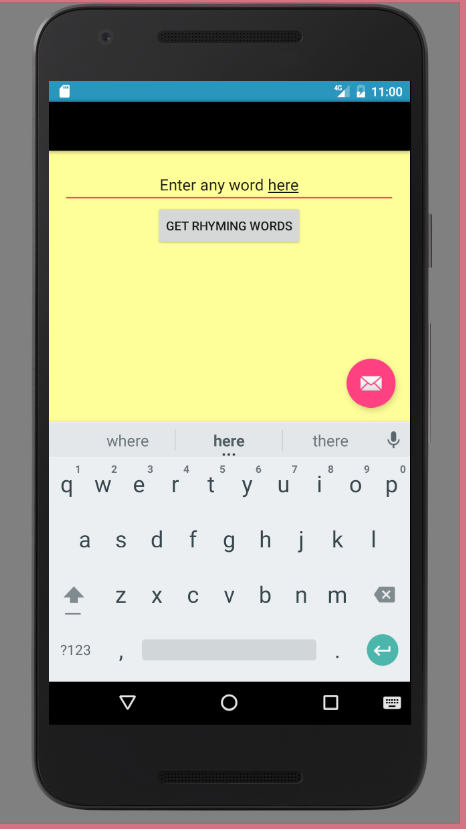 4G 11:00
Enter any word here
GET RHYMING WORDS
where here there
1 2 3 4 5 6 7 8 9 0
q w e r t y u i o p
a s d f g h j k l
z x c v b n m
?123 , .